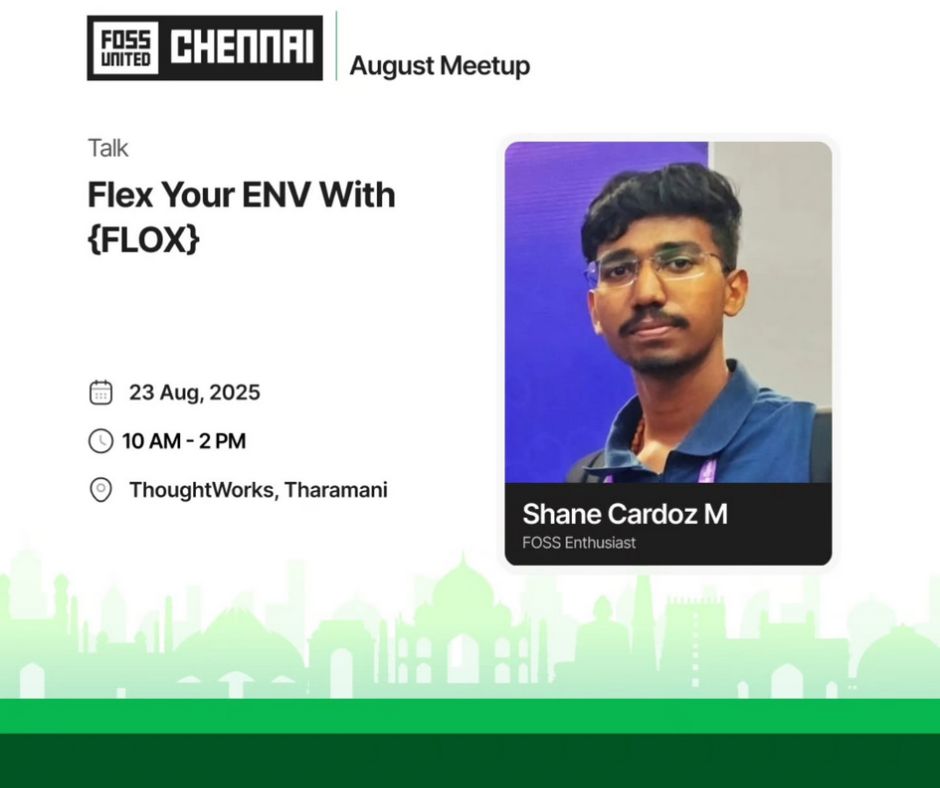 FOSS
UNITED
CHENNAI
August Meetup
Talk
Flex Your ENV With
{FLOX}
23 Aug, 2025
10 AM - 2 PM
ThoughtWorks, Tharamani
Shane Cardoz M
FOSS Enthusiast